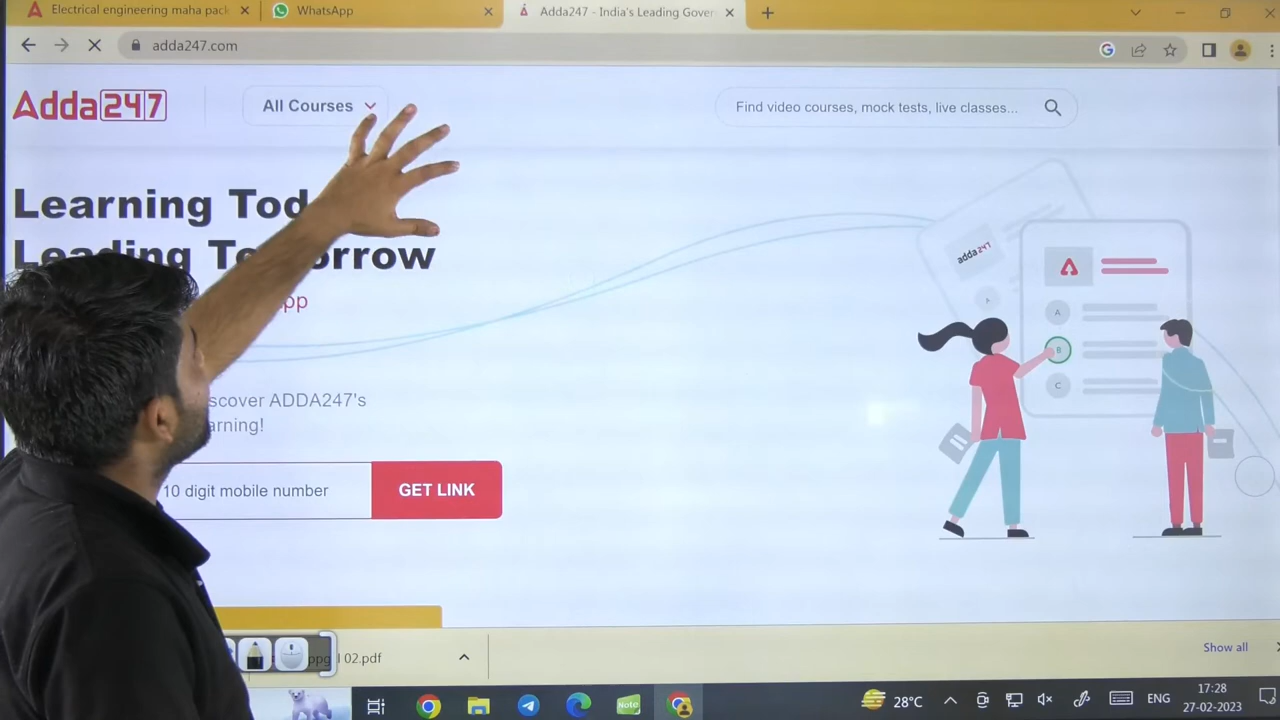 Electrical engineering maha pack
WhatsApp
Adda247 - India's Leading Gover
adda247.com
Adda247
All Courses
Find video courses, mock tests, live classes...
Learning Tod
Leading Tomorrow
pp
scover ADDA247's
arning!
10 digit mobile number
GET LINK
adda247
A
A
B
C
02.pdf
Show all
Note
28°C
ENG
17:28
27-02-2023